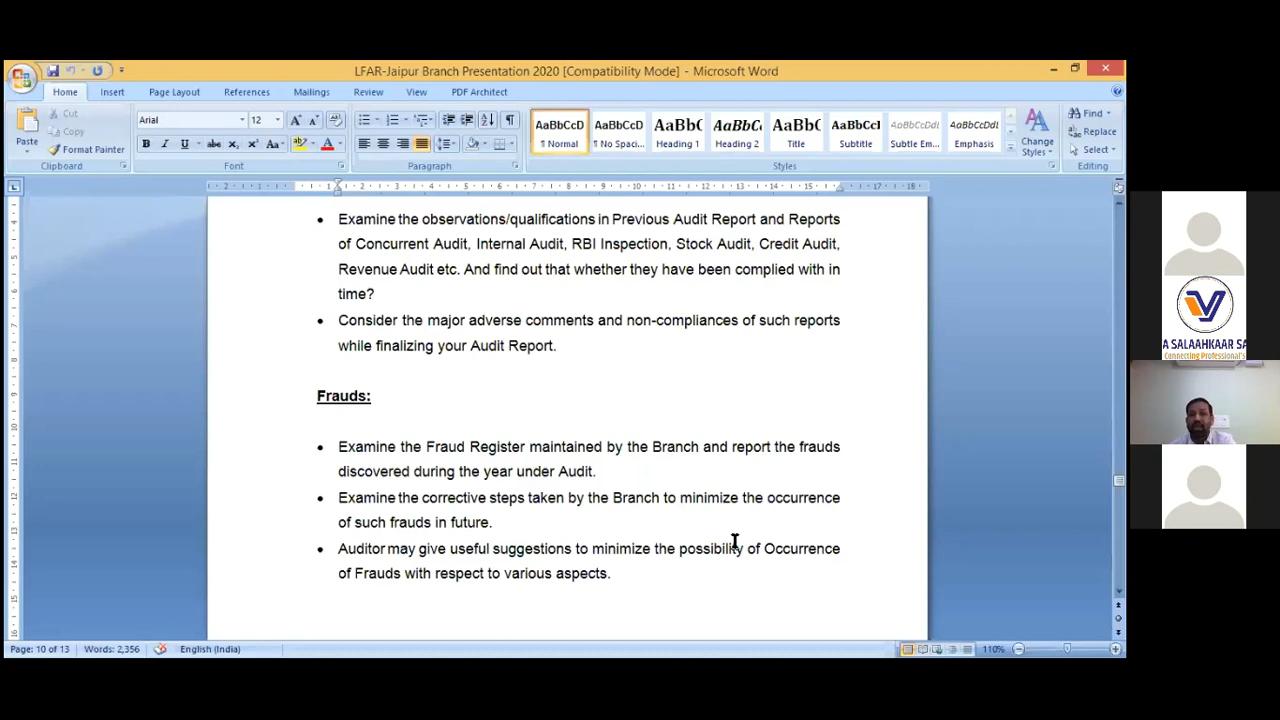 LFAR-Jaipur Branch Presentation 2020 [Compatibility Mode] - Microsoft Word
Home Insert Page Layout References Mailings Review View PDF Architect
Cut
Copy
Format Painter
Paste
Clipboard
Arial 12
Font
Paragraph
AaBbCcD AaBbCcD AaBbC AaBbCc AaBbC AaBbCcI AaBbCcDdI AaBbCcDdI
¶ Normal ¶ No Spaci... Heading 1 Heading 2 Title Subtitle Subtle Em... Emphasis
Change Styles
Styles
Find
Replace
Select
Editing
• Examine the observations/qualifications in Previous Audit Report and Reports
of Concurrent Audit, Internal Audit, RBI Inspection, Stock Audit, Credit Audit,
Revenue Audit etc. And find out that whether they have been complied with in
time?
• Consider the major adverse comments and non-compliances of such reports
while finalizing your Audit Report.
Frauds:
• Examine the Fraud Register maintained by the Branch and report the frauds
discovered during the year under Audit.
• Examine the corrective steps taken by the Branch to minimize the occurrence
of such frauds in future.
• Auditor may give useful suggestions to minimize the possibility of Occurrence
of Frauds with respect to various aspects.
Page: 10 of 13 Words: 2,356 English (India) 110%
A SALAAHKAAR SA
Connecting Professional's